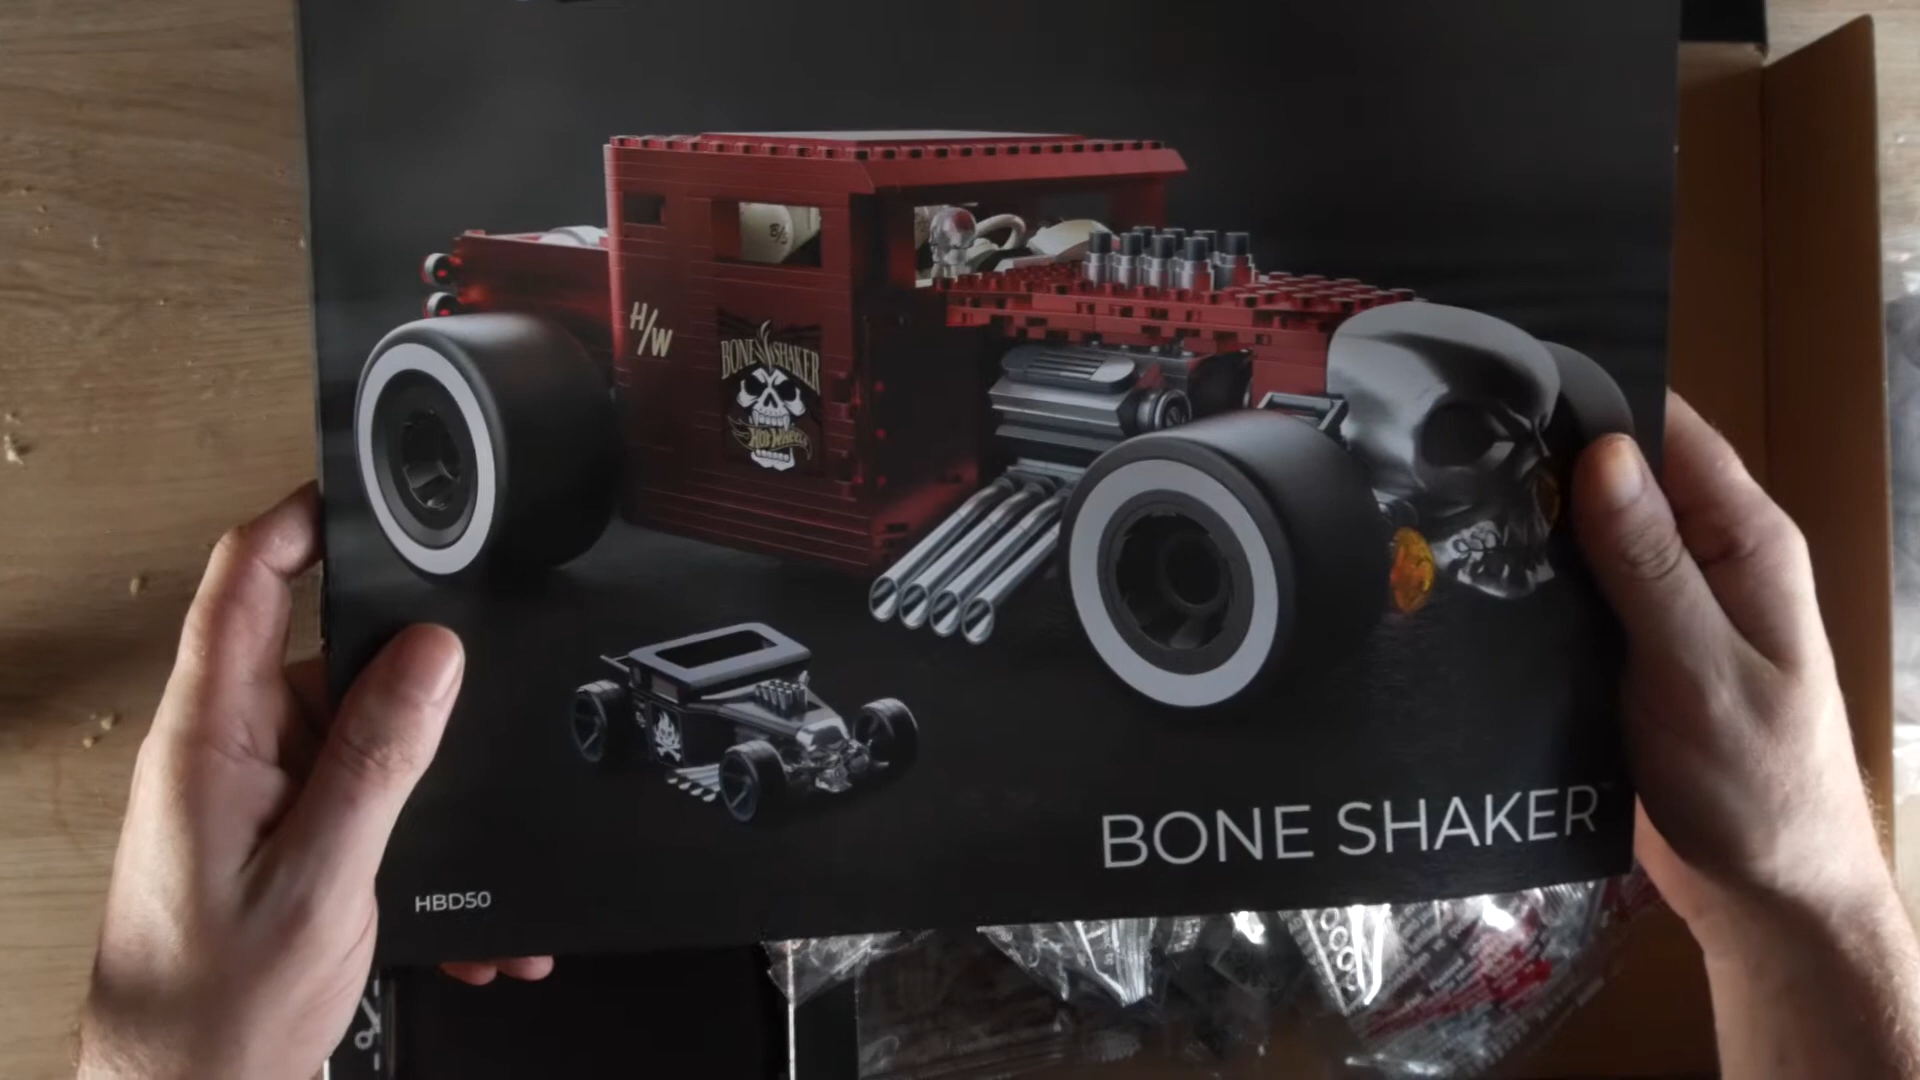 B/S
H/W
BONE SHAKER
HOT WHEELS
BONE SHAKER™
HBD50